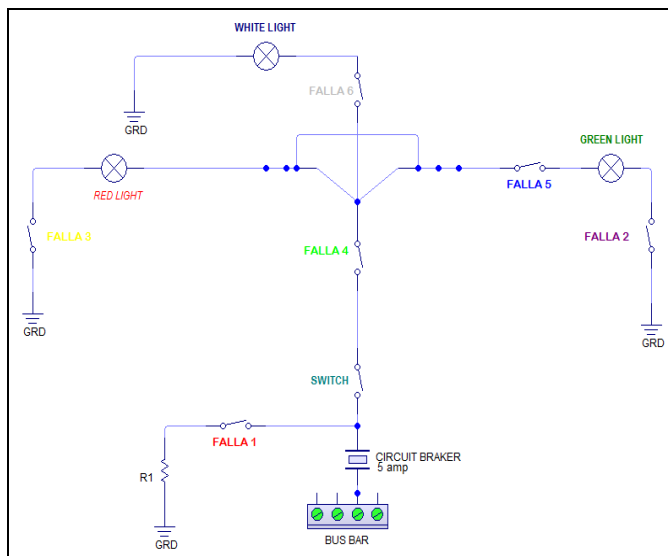 WHITE LIGHT
FALLA 6
GRD
GREEN LIGHT
RED LIGHT
FALLA 5
FALLA 3
FALLA 4
FALLA 2
GRD
GRD
SWITCH
FALLA 1
CIRCUIT BRAKER
5 amp
R1
GRD
BUS BAR